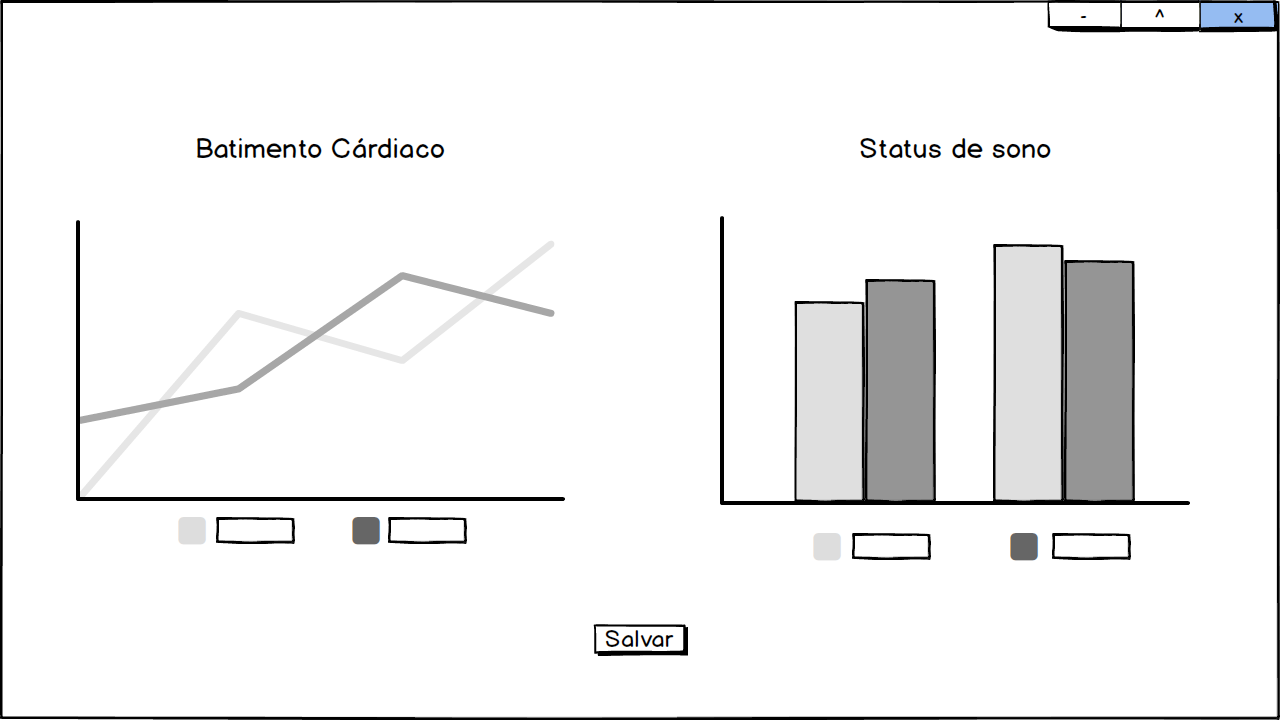 - ^ x
Batimento Cárdiaco
Status de sono
Salvar